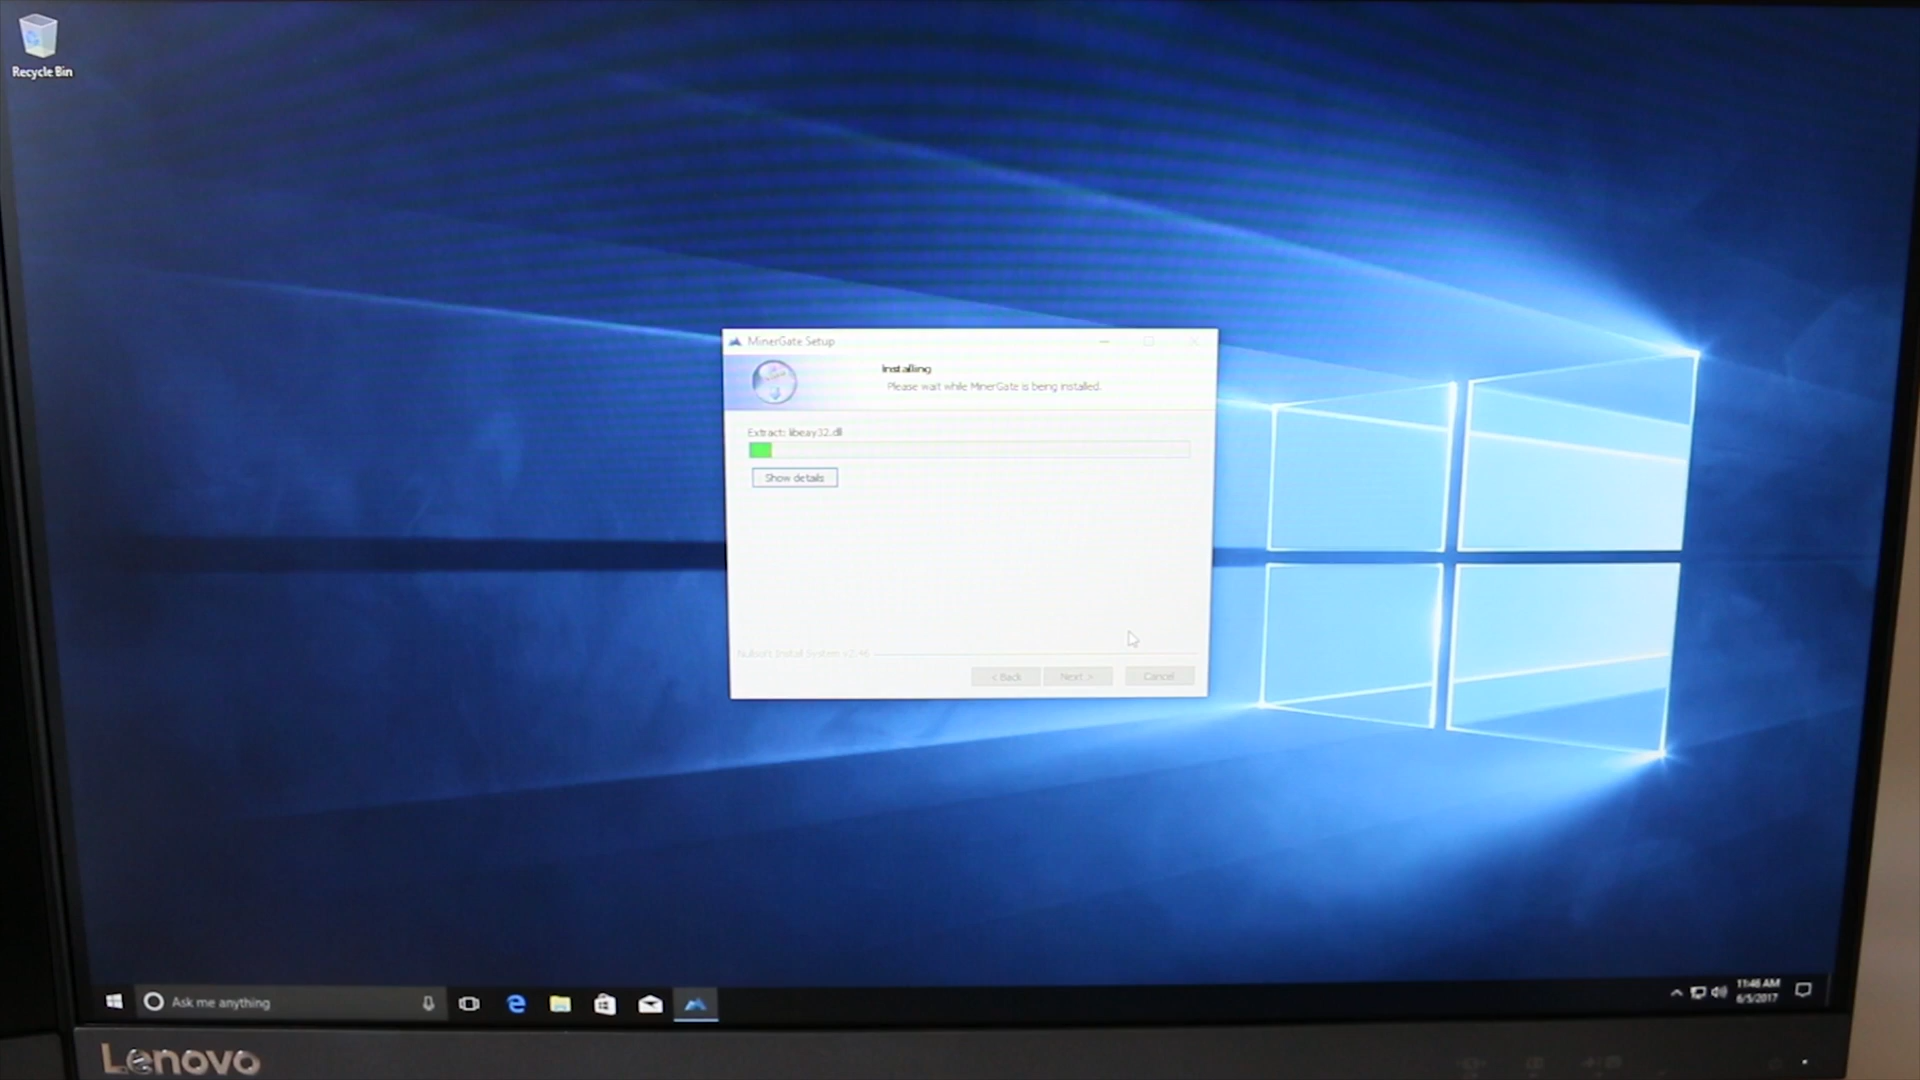 Recycle Bin
MinerGate Setup
Installing
Please wait while MinerGate is being installed.
Extract: libeay32.dll
Show details
Nullsoft Install System v2.46
< Back
Next >
Cancel
Ask me anything
11:46 AM
6/5/2017
Lenovo